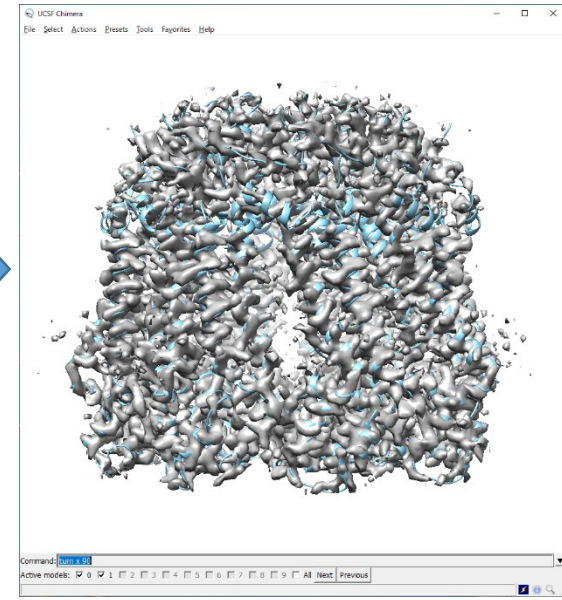 UCSF Chimera
File Select Actions Presets Tools Favorites Help
Command: turn x 90
Active models: 0 1 2 3 4 5 6 7 8 9 All Next Previous